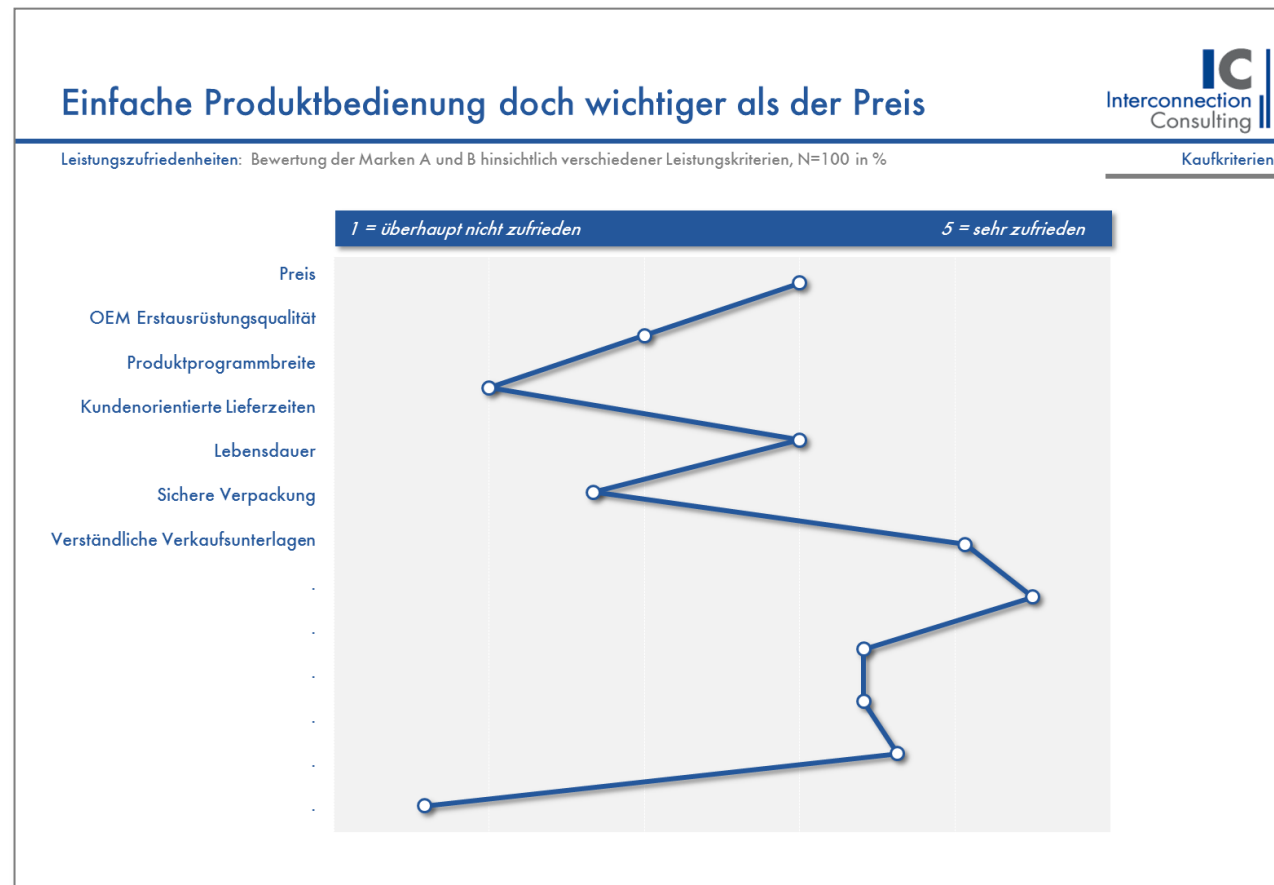 IC
Interconnection
Consulting
Einfache Produktbedienung doch wichtiger als der Preis
Leistungszufriedenheiten: Bewertung der Marken A und B hinsichtlich verschiedener Leistungskriterien, N=100 in %
Kaufkriterien
1 = überhaupt nicht zufrieden
5 = sehr zufrieden
Preis
OEM Erstausrüstungsqualität
Produktprogrammbreite
Kundenorientierte Lieferzeiten
Lebensdauer
Sichere Verpackung
Verständliche Verkaufsunterlagen
.
.
.
.
.
.